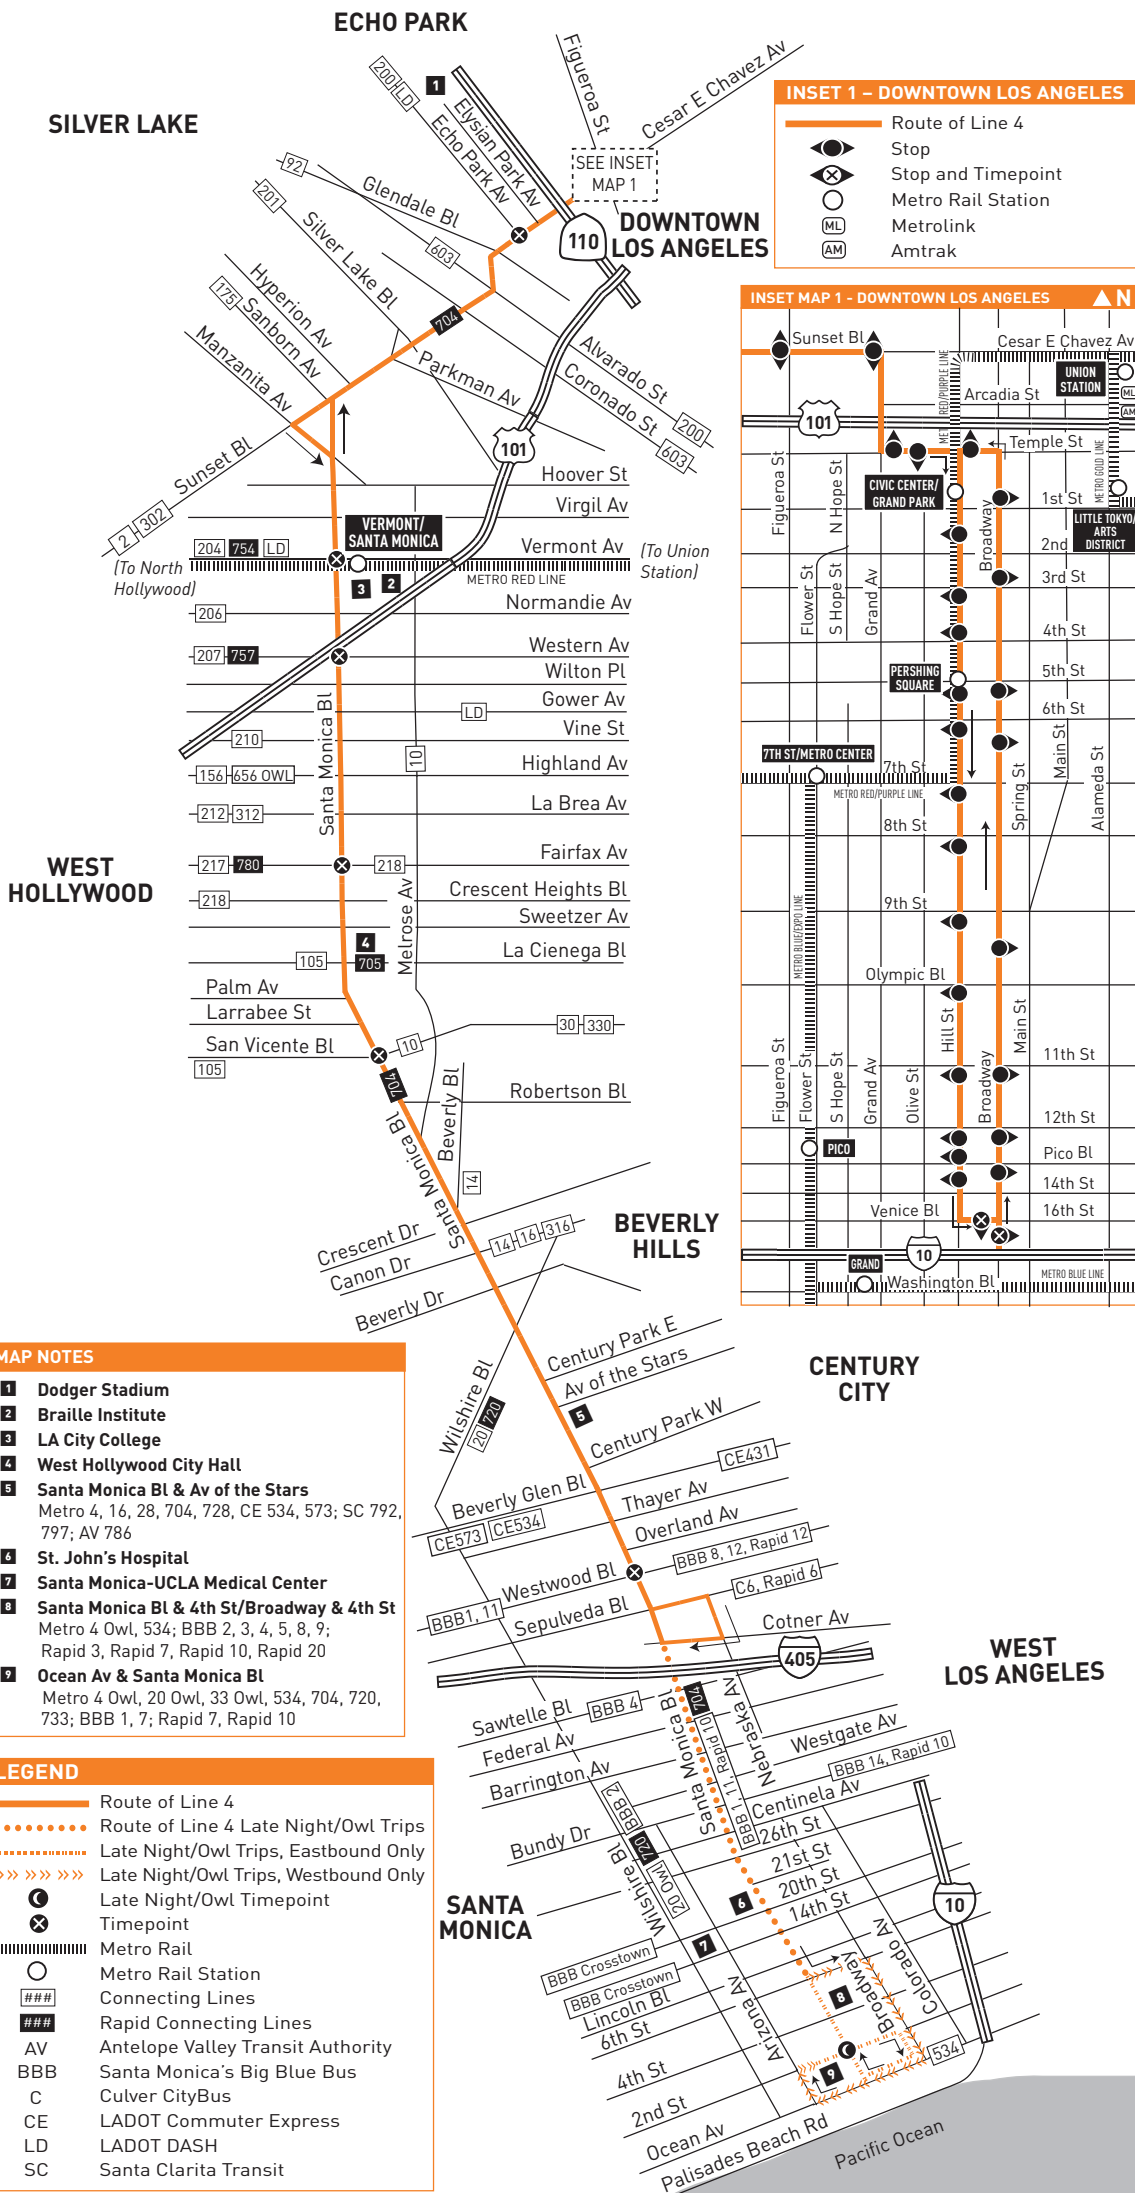 ECHO PARK
SILVER LAKE
200 LD
1
Elysian Park Av
Echo Park Av
Figueroa St
Cesar E Chavez Av
SEE INSET
MAP 1
DOWNTOWN
LOS ANGELES
110
92
201
Glendale Bl
603
Silver Lake Bl
Hyperion Av
175
Sanborn Av
Manzanita Av
704
Parkman Av
Alvarado St
Coronado St
200
603
101
Sunset Bl
2 302
Hoover St
Virgil Av
VERMONT/
SANTA MONICA
204 754 LD
Vermont Av
(To North
Hollywood)
(To Union
Station)
METRO RED LINE
3
2
Normandie Av
206
Western Av
207 757
Wilton Pl
Gower Av
LD
Vine St
210
Highland Av
156 656 OWL
10
Santa Monica Bl
La Brea Av
212 312
WEST
HOLLYWOOD
Fairfax Av
217 780
218
Crescent Heights Bl
218
Sweetzer Av
Melrose Av
4
La Cienega Bl
105
705
Palm Av
Larrabee St
San Vicente Bl
105
10
30 330
704
Robertson Bl
Beverly Bl
14
Santa Monica Bl
Crescent Dr
Canon Dr
14 16 316
Beverly Dr
BEVERLY
HILLS
Wilshire Bl
20 720
Century Park E
Av of the Stars
5
Century Park W
CENTURY
CITY
Beverly Glen Bl
CE431
CE573 CE534
Thayer Av
Overland Av
Westwood Bl
BBB 8, 12, Rapid 12
BBB1, 11
Sepulveda Bl
C6, Rapid 6
Cotner Av
405
WEST
LOS ANGELES
Sawtelle Bl
BBB 4
704
Santa Monica Bl
BBB 1, 11, Rapid 10
Nebraska Av
Federal Av
Westgate Av
Barrington Av
BBB 14, Rapid 10
Centinela Av
Bundy Dr
BBB 2
720
20 Owl
Wilshire Bl
26th St
21st St
20th St
14th St
6
7
10
SANTA
MONICA
BBB Crosstown
BBB Crosstown
Lincoln Bl
6th St
4th St
2nd St
Ocean Av
Palisades Beach Rd
Arizona Av
Broadway
Colorado Av
8
9
534
Pacific Ocean
INSET 1 – DOWNTOWN LOS ANGELES
Route of Line 4
Stop
Stop and Timepoint
Metro Rail Station
ML Metrolink
AM Amtrak
INSET MAP 1 - DOWNTOWN LOS ANGELES N
Sunset Bl
Cesar E Chavez Av
UNION
STATION
ML
AM
Arcadia St
101
Temple St
METRO GOLD LINE
CIVIC CENTER/
GRAND PARK
1st St
LITTLE TOKYO/
ARTS
DISTRICT
2nd
3rd St
4th St
Figueroa St
N Hope St
Flower St
S Hope St
Grand Av
Broadway
PERSHING
SQUARE
5th St
6th St
7TH ST/METRO CENTER
7th St
METRO RED/PURPLE LINE
Spring St
Main St
Alameda St
8th St
9th St
METRO BLUE/EXPO LINE
Olympic Bl
Hill St
Main St
11th St
Figueroa St
Flower St
S Hope St
Grand Av
Olive St
Broadway
12th St
PICO
Pico Bl
14th St
Venice Bl
16th St
10
GRAND
Washington Bl
METRO BLUE LINE
MAP NOTES
1 Dodger Stadium
2 Braille Institute
3 LA City College
4 West Hollywood City Hall
5 Santa Monica Bl & Av of the Stars
Metro 4, 16, 28, 704, 728, CE 534, 573; SC 792,
797; AV 786
6 St. John's Hospital
7 Santa Monica-UCLA Medical Center
8 Santa Monica Bl & 4th St/Broadway & 4th St
Metro 4 Owl, 534; BBB 2, 3, 4, 5, 8, 9;
Rapid 3, Rapid 7, Rapid 10, Rapid 20
9 Ocean Av & Santa Monica Bl
Metro 4 Owl, 20 Owl, 33 Owl, 534, 704, 720,
733; BBB 1, 7; Rapid 7, Rapid 10
LEGEND
Route of Line 4
Route of Line 4 Late Night/Owl Trips
Late Night/Owl Trips, Eastbound Only
Late Night/Owl Trips, Westbound Only
Late Night/Owl Timepoint
Timepoint
Metro Rail
Metro Rail Station
### Connecting Lines
### Rapid Connecting Lines
AV Antelope Valley Transit Authority
BBB Santa Monica's Big Blue Bus
C Culver CityBus
CE LADOT Commuter Express
LD LADOT DASH
SC Santa Clarita Transit